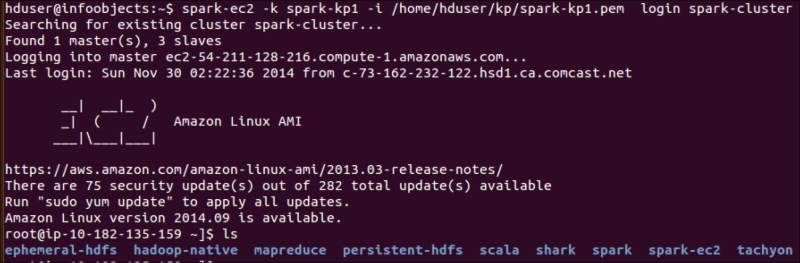 hduser@infoobjects:~$ spark-ec2 -k spark-kp1 -i /home/hduser/kp/spark-kp1.pem  login spark-cluster
Searching for existing cluster spark-cluster...
Found 1 master(s), 3 slaves
Logging into master ec2-54-211-128-216.compute-1.amazonaws.com...
Last login: Sun Nov 30 02:22:36 2014 from c-73-162-232-122.hsd1.ca.comcast.net
       __|  __|_  )
       _|  (     /   Amazon Linux AMI
      ___|\___|___|
https://aws.amazon.com/amazon-linux-ami/2013.03-release-notes/
There are 75 security update(s) out of 282 total update(s) available
Run "sudo yum update" to apply all updates.
Amazon Linux version 2014.09 is available.
root@ip-10-182-135-159 ~]$ ls
ephemeral-hdfs  hadoop-native  mapreduce  persistent-hdfs  scala  shark  spark  spark-ec2  tachyon